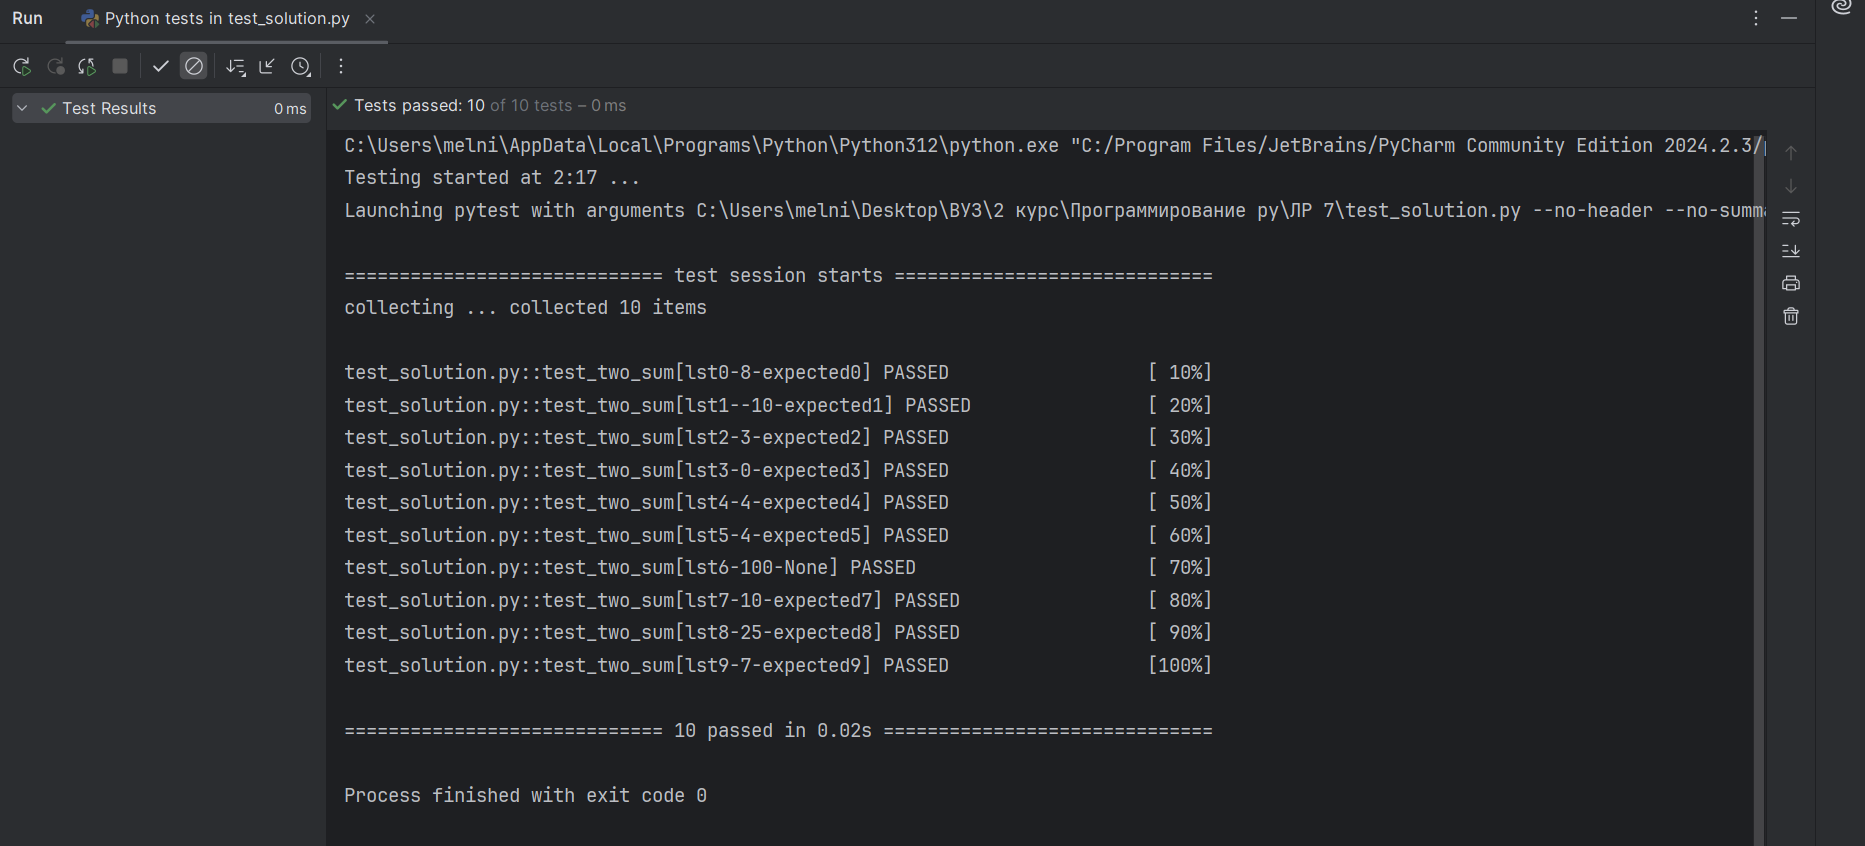 Run Python tests in test_solution.py
Test Results 0 ms
Tests passed: 10 of 10 tests – 0 ms
C:\Users\melni\AppData\Local\Programs\Python\Python312\python.exe "C:/Program Files/JetBrains/PyCharm Community Edition 2024.2.3/
Testing started at 2:17 ...
Launching pytest with arguments C:\Users\melni\Desktop\ВУЗ\2 курс\Программирование py\ЛР 7\test_solution.py --no-header --no-summa
============================= test session starts =============================
collecting ... collected 10 items
test_solution.py::test_two_sum[lst0-8-expected0] PASSED [ 10%]
test_solution.py::test_two_sum[lst1--10-expected1] PASSED [ 20%]
test_solution.py::test_two_sum[lst2-3-expected2] PASSED [ 30%]
test_solution.py::test_two_sum[lst3-0-expected3] PASSED [ 40%]
test_solution.py::test_two_sum[lst4-4-expected4] PASSED [ 50%]
test_solution.py::test_two_sum[lst5-4-expected5] PASSED [ 60%]
test_solution.py::test_two_sum[lst6-100-None] PASSED [ 70%]
test_solution.py::test_two_sum[lst7-10-expected7] PASSED [ 80%]
test_solution.py::test_two_sum[lst8-25-expected8] PASSED [ 90%]
test_solution.py::test_two_sum[lst9-7-expected9] PASSED [100%]
============================= 10 passed in 0.02s ==============================
Process finished with exit code 0